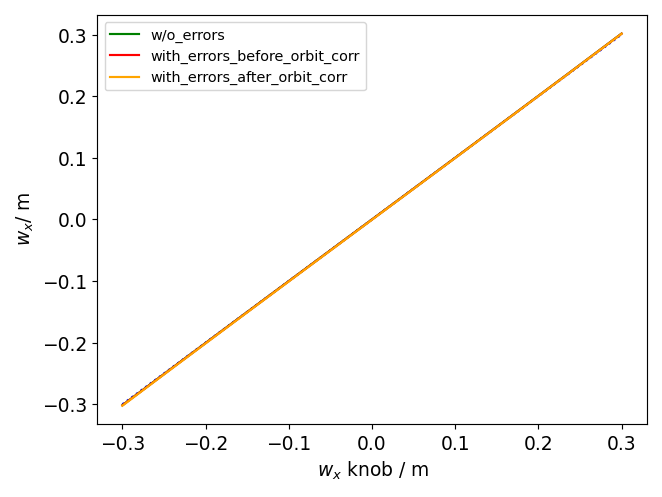 w/o_errors
with_errors_before_orbit_corr
with_errors_after_orbit_corr
0.3
0.2
0.1
0.0
−0.1
−0.2
−0.3
w_x/ m
−0.3 −0.2 −0.1 0.0 0.1 0.2 0.3
w_x knob / m